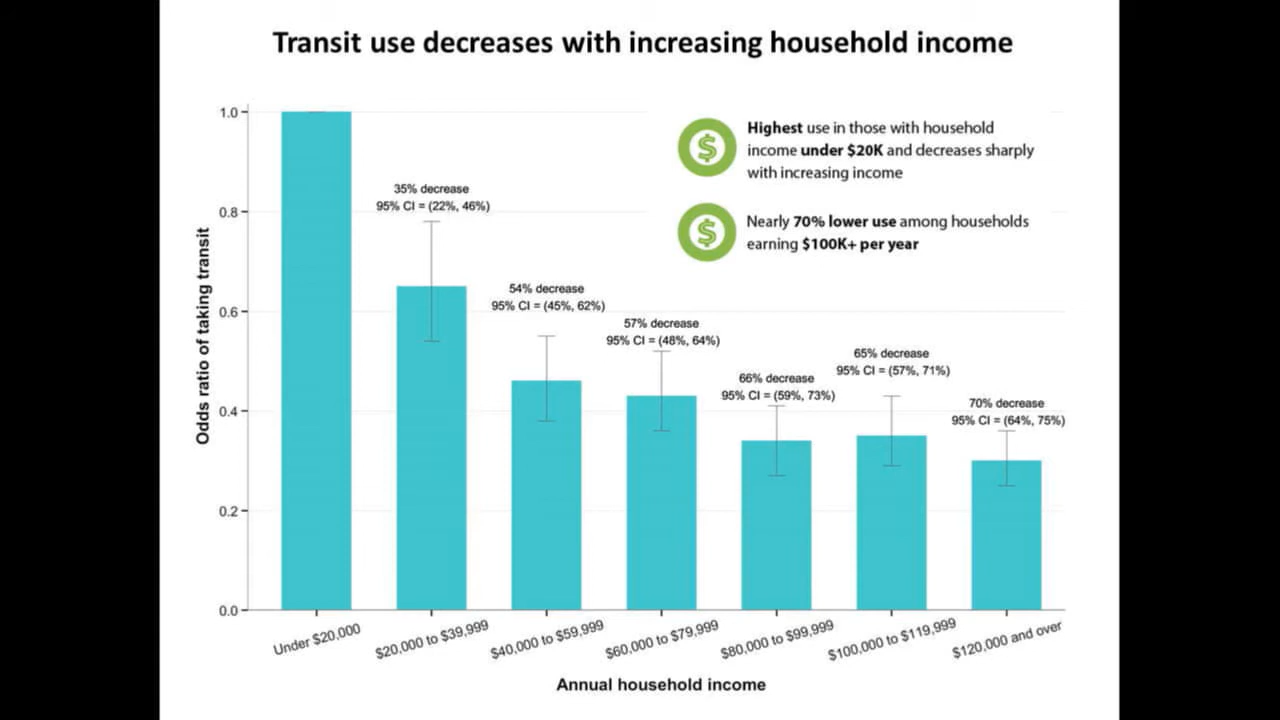 Transit use decreases with increasing household income
Highest use in those with household
income under $20K and decreases sharply
with increasing income
Nearly 70% lower use among households
earning $100K+ per year
Odds ratio of taking transit
1.0
0.8
0.6
0.4
0.2
0.0
35% decrease
95% CI = (22%, 46%)
54% decrease
95% CI = (45%, 62%)
57% decrease
95% CI = (48%, 64%)
66% decrease
95% CI = (59%, 73%)
65% decrease
95% CI = (57%, 71%)
70% decrease
95% CI = (64%, 75%)
Under $20,000
$20,000 to $39,999
$40,000 to $59,999
$60,000 to $79,999
$80,000 to $99,999
$100,000 to $119,999
$120,000 and over
Annual household income
$
$